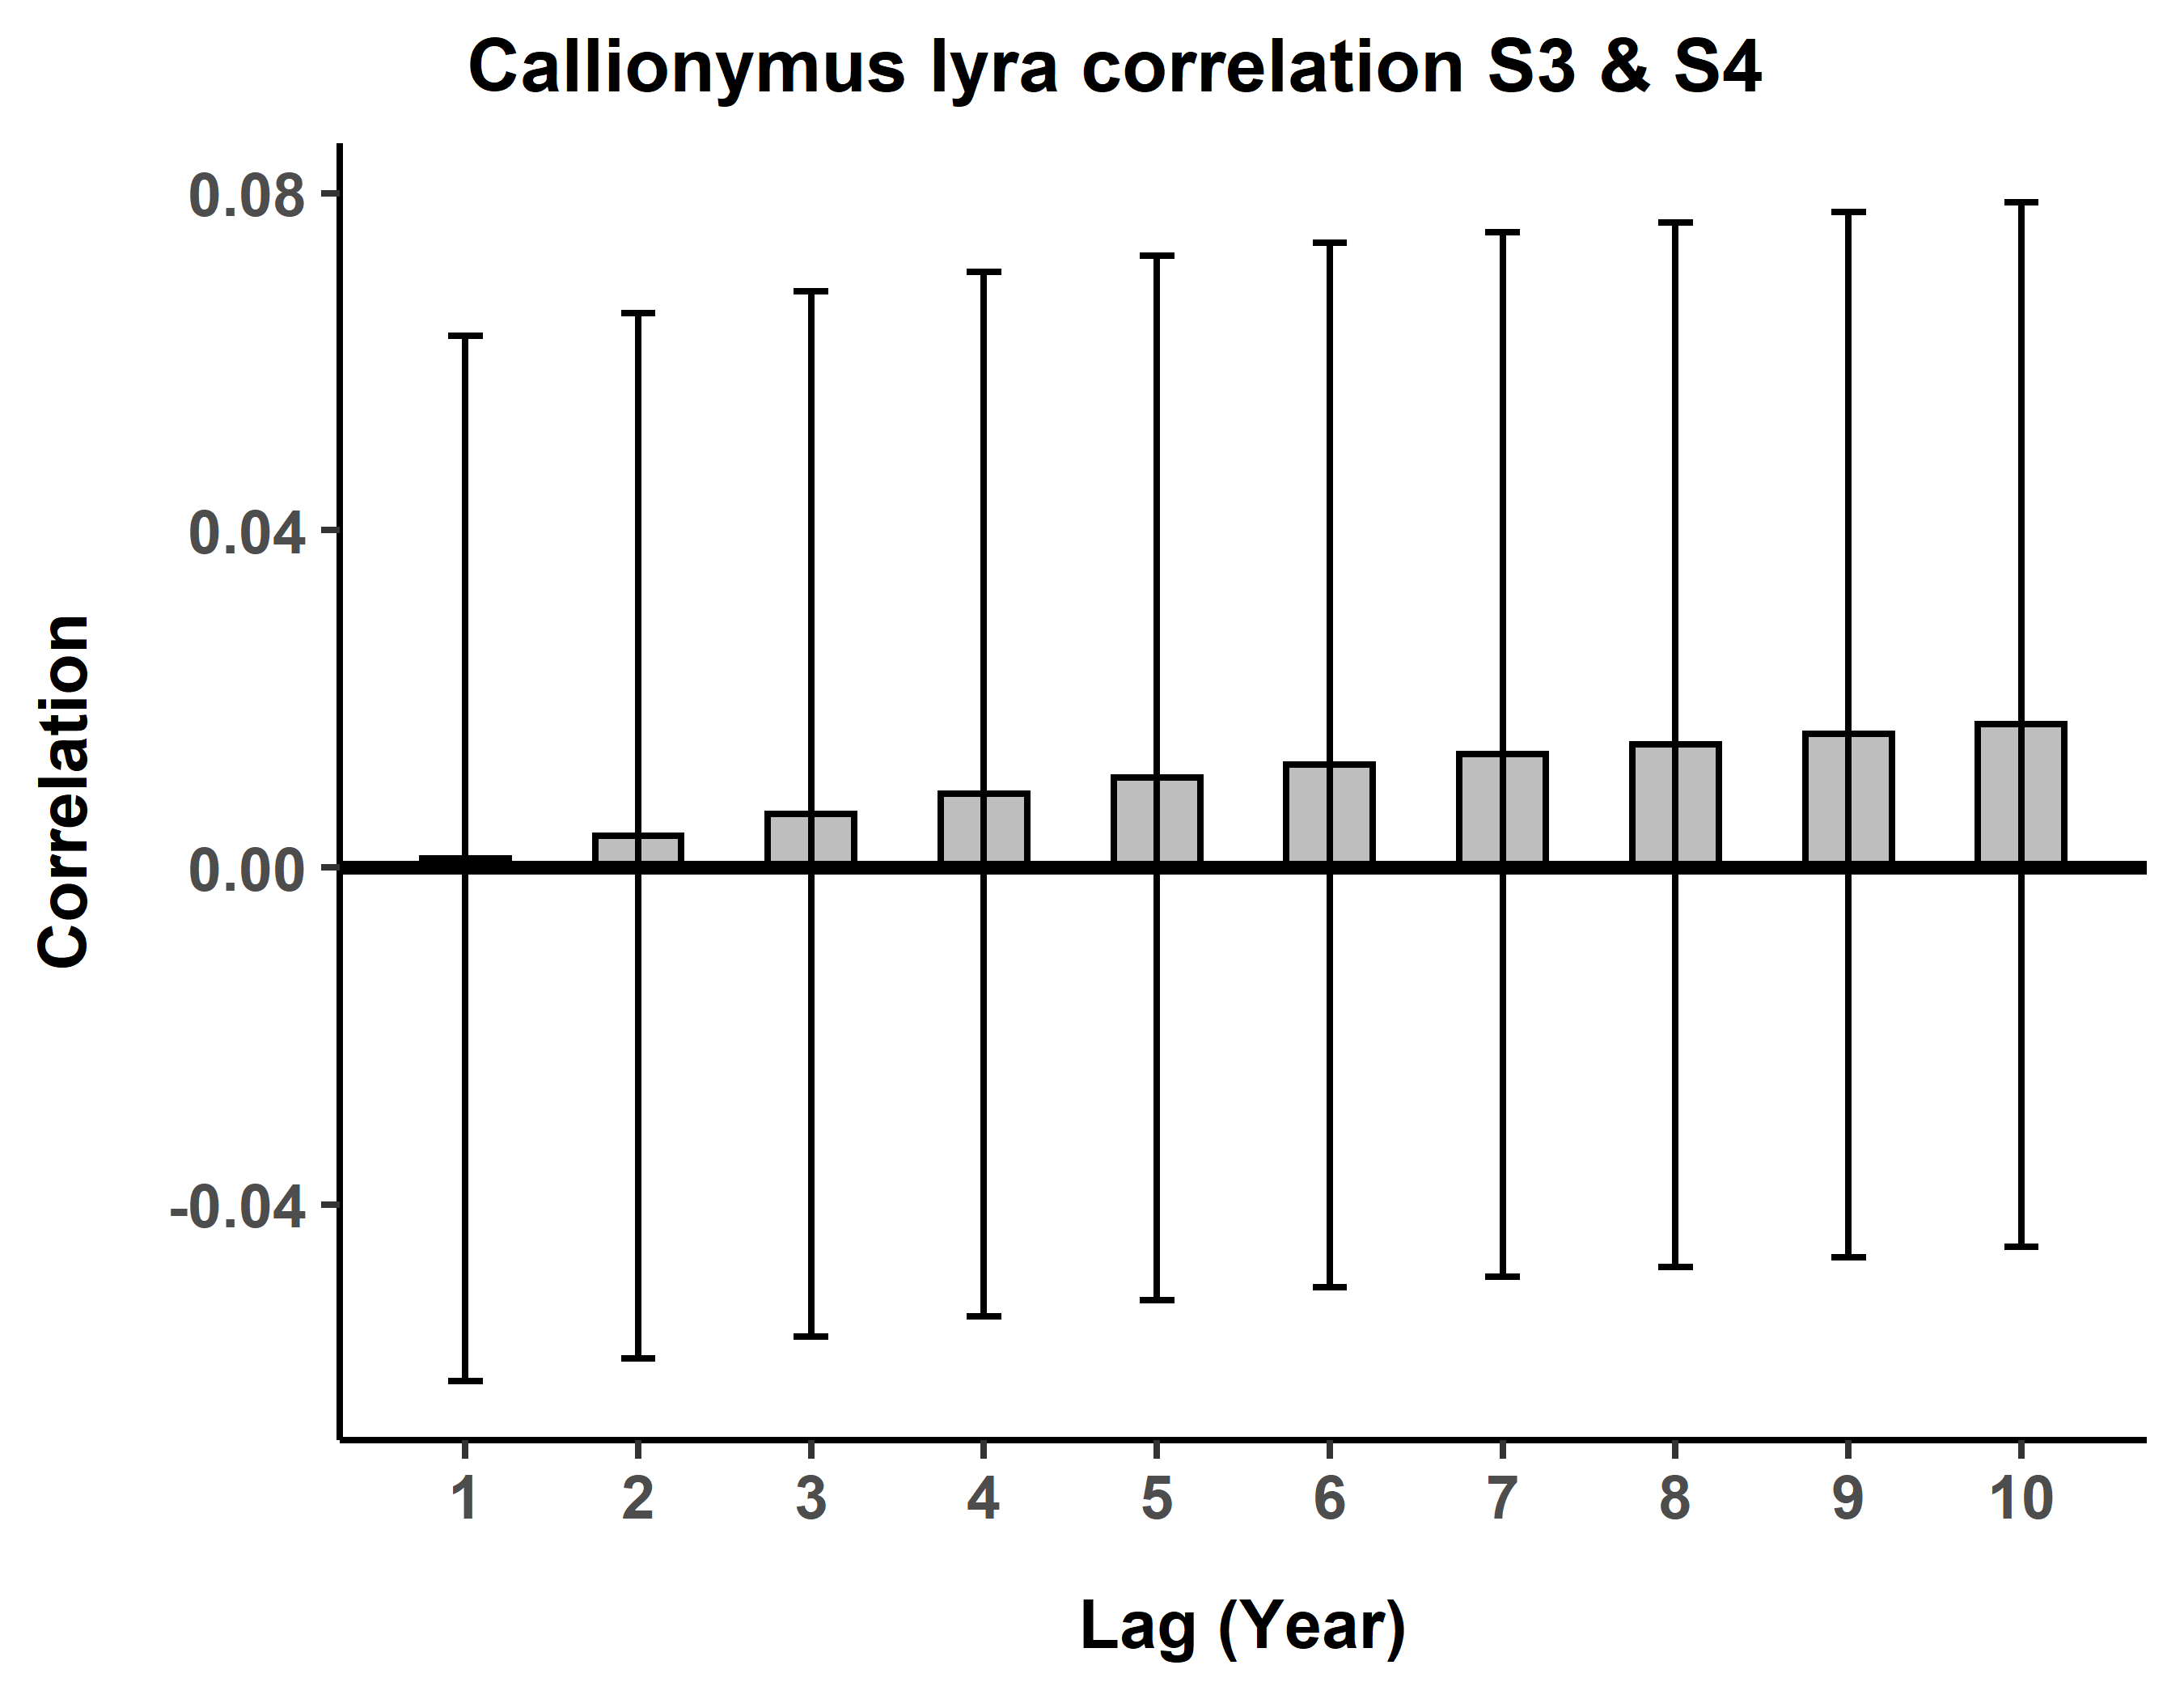 Callionymus lyra correlation S3 & S4
0.08
0.04
0.00
-0.04
Correlation
1 2 3 4 5 6 7 8 9 10
Lag (Year)